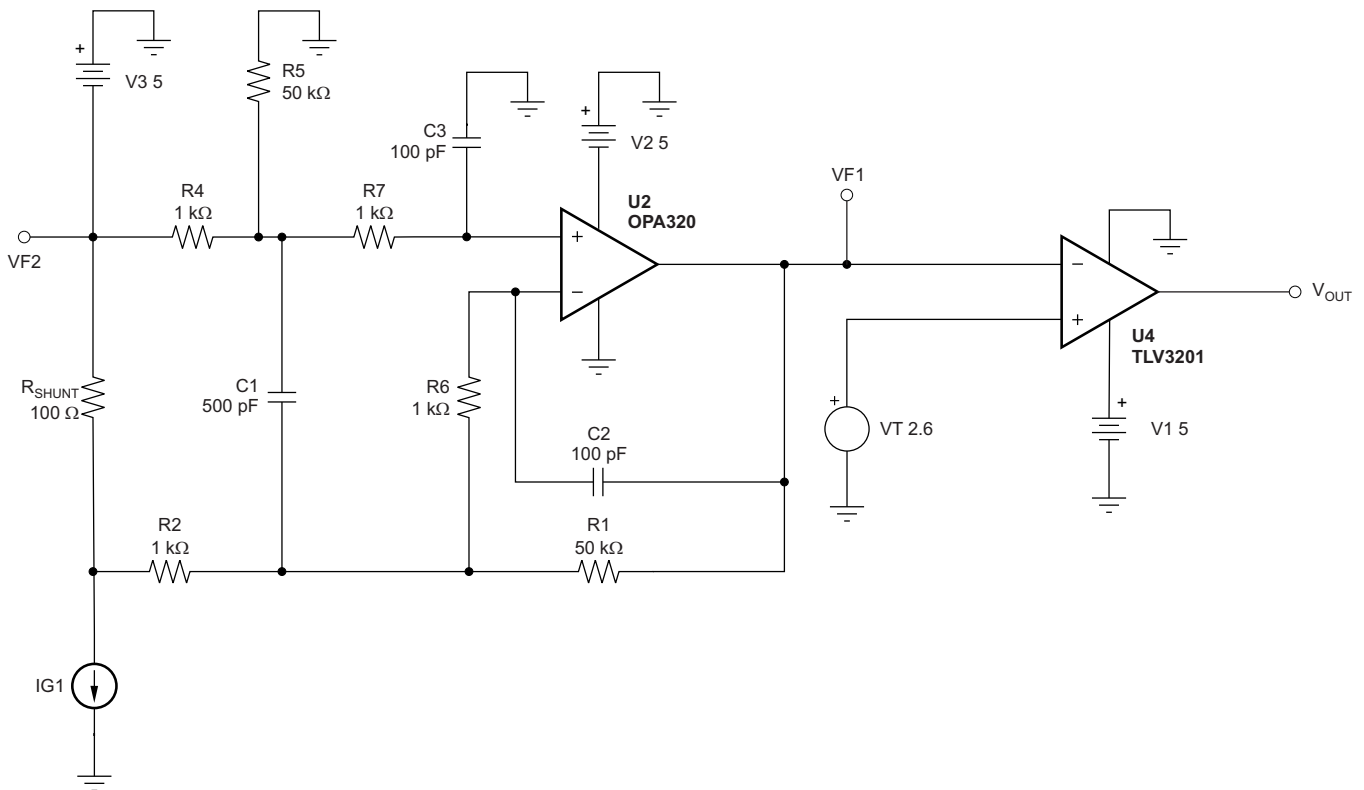 +
V3 5
R5
50 kΩ
C3
100 pF
+
V2 5
R4
1 kΩ
R7
1 kΩ
U2
OPA320
VF1
VF2
+
−
−
+
VOUT
U4
TLV3201
RSHUNT
100 Ω
C1
500 pF
R6
1 kΩ
C2
100 pF
+
VT 2.6
+
V1 5
R2
1 kΩ
R1
50 kΩ
IG1